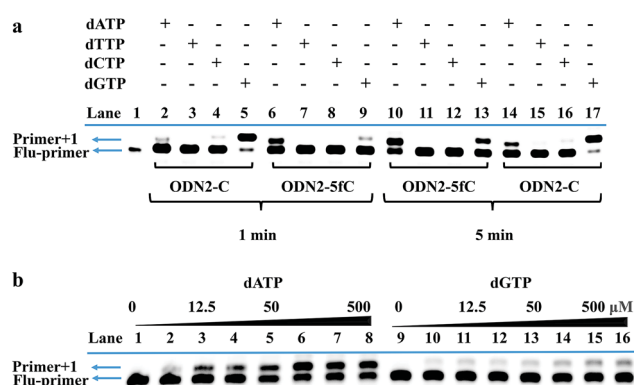 a
dATP + - - - + - - - + - - - + - - -
dTTP - + - - - + - - - + - - - + - -
dCTP - - + - - - + - - - + - - - + -
dGTP - - - + - - - + - - - + - - - +
Lane 1 2 3 4 5 6 7 8 9 10 11 12 13 14 15 16 17
Primer+1
Flu-primer
ODN2-C ODN2-5fC ODN2-5fC ODN2-C
1 min 5 min
b
dATP dGTP
0 12.5 50 500 0 12.5 50 500 μM
Lane 1 2 3 4 5 6 7 8 9 10 11 12 13 14 15 16
Primer+1
Flu-primer